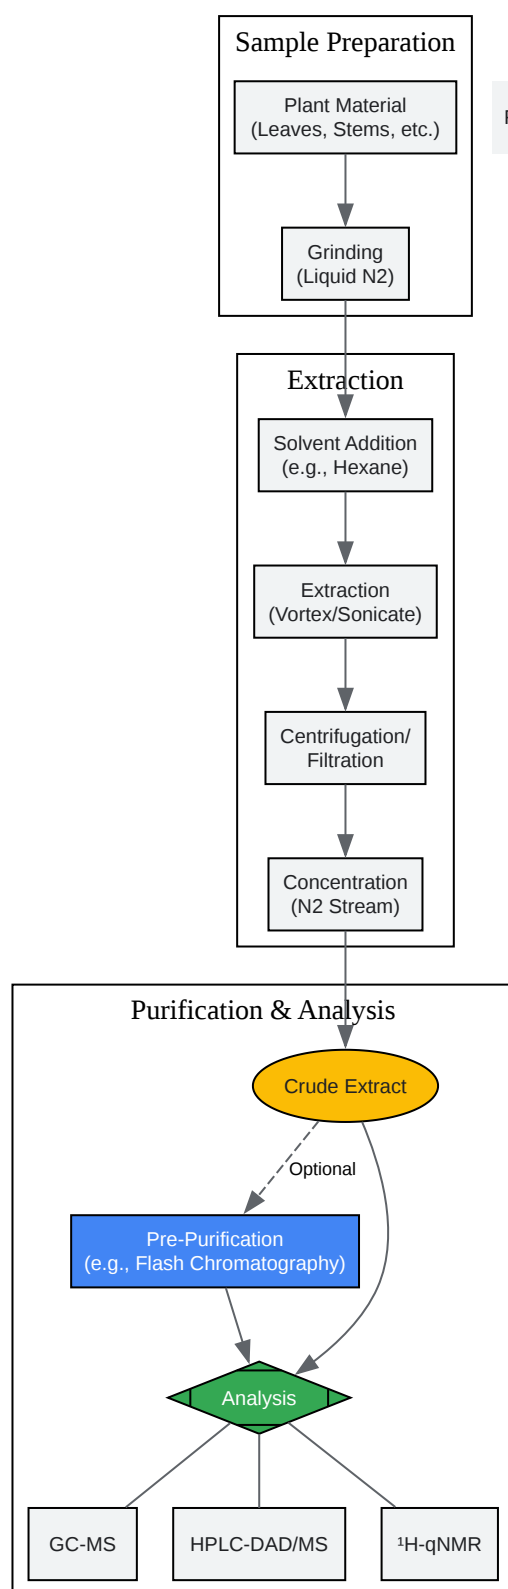 Sample Preparation
Plant Material
(Leaves, Stems, etc.)
Grinding
(Liquid N2)
Extraction
Solvent Addition
(e.g., Hexane)
Extraction
(Vortex/Sonicate)
Centrifugation/
Filtration
Concentration
(N2 Stream)
Purification & Analysis
Crude Extract
Optional
Pre-Purification
(e.g., Flash Chromatography)
Analysis
GC-MS
HPLC-DAD/MS
¹H-qNMR